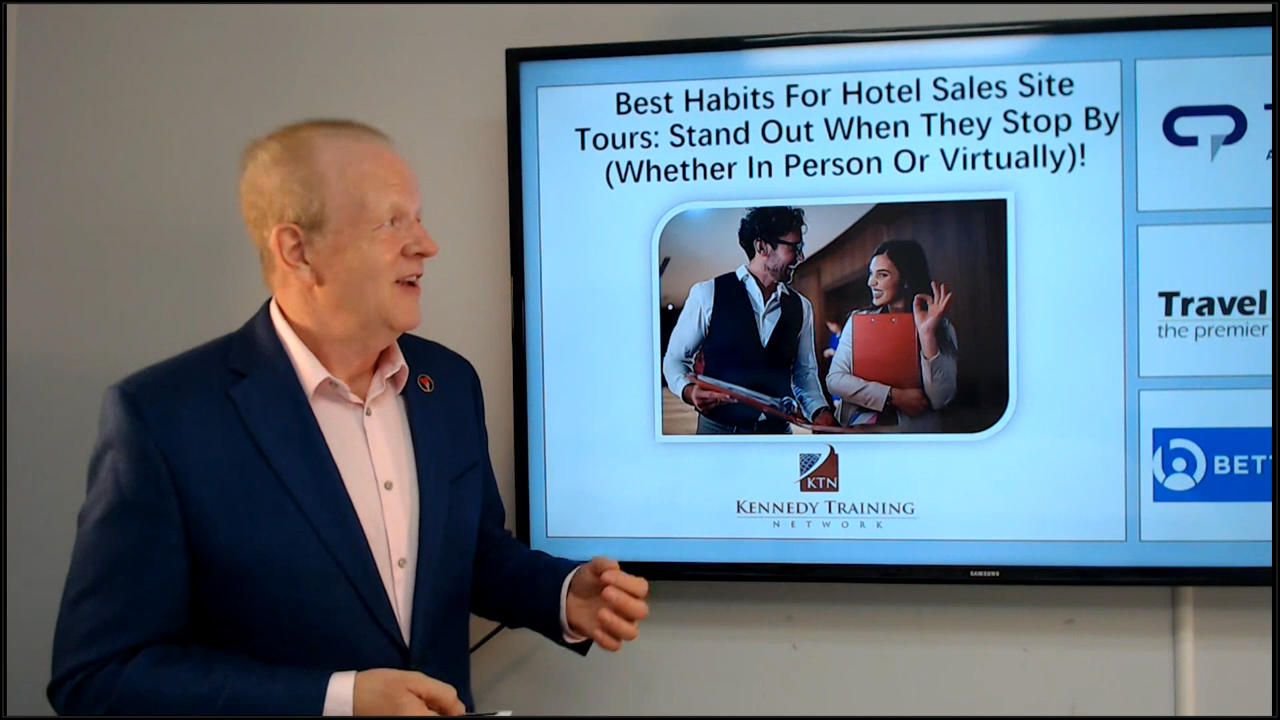 Best Habits For Hotel Sales Site
Tours: Stand Out When They Stop By
(Whether In Person Or Virtually)!
KTN
KENNEDY TRAINING
NETWORK
Travel
the premier
BET
SAMSUNG